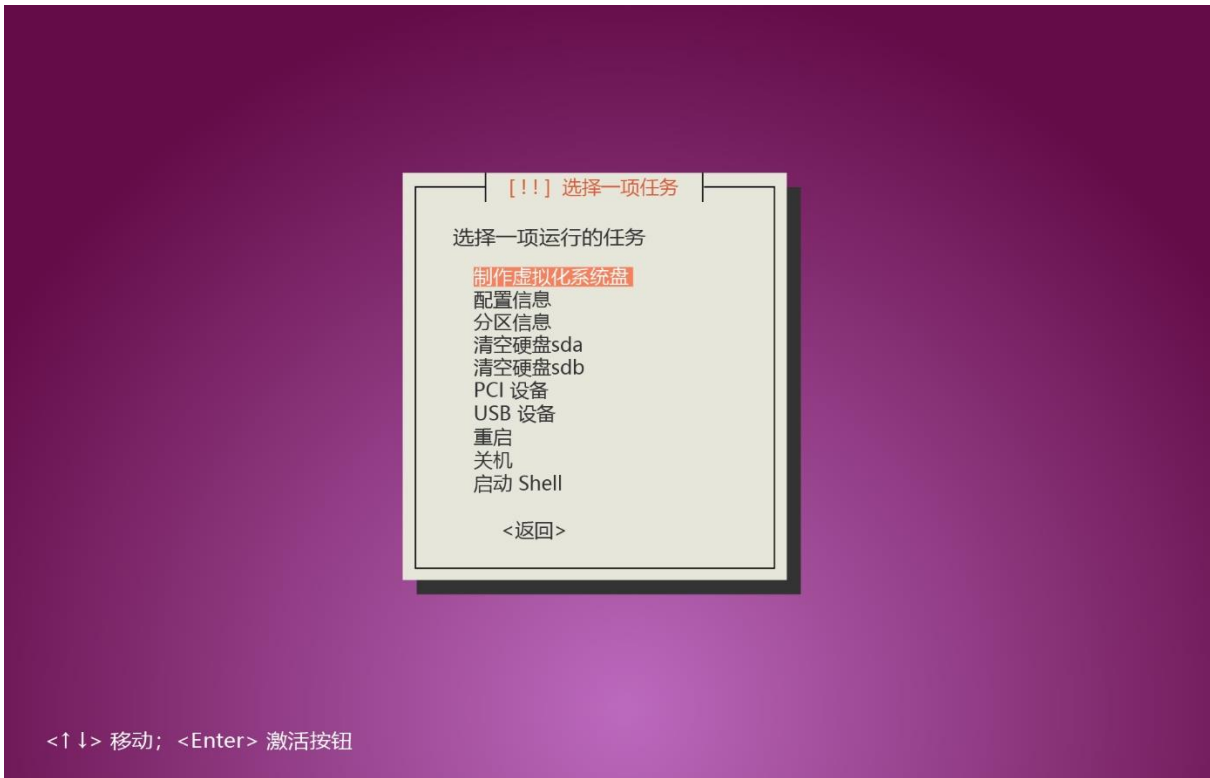 [!!] 选择一项任务
选择一项运行的任务
制作虚拟化系统盘
配置信息
分区信息
清空硬盘sda
清空硬盘sdb
PCI 设备
USB 设备
重启
关机
启动 Shell
<返回>
<↑↓> 移动; <Enter> 激活按钮